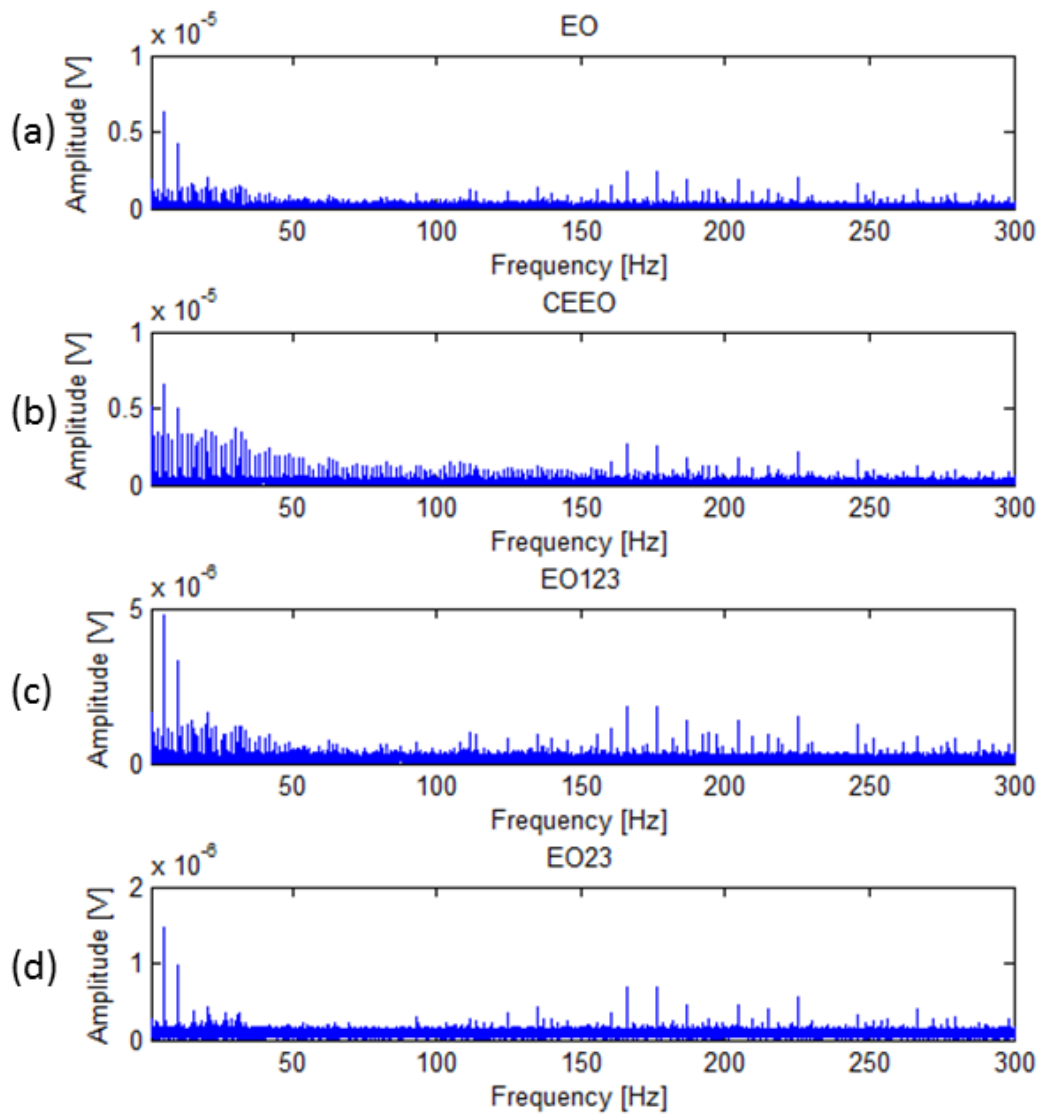 x 10^-5
EO
(a)
Amplitude [V]
1
0.5
0
50 100 150 200 250 300
Frequency [Hz]
x 10^-5
CEEO
(b)
Amplitude [V]
1
0.5
0
50 100 150 200 250 300
Frequency [Hz]
x 10^-6
EO123
(c)
Amplitude [V]
5
0
50 100 150 200 250 300
Frequency [Hz]
x 10^-6
EO23
(d)
Amplitude [V]
2
1
0
50 100 150 200 250 300
Frequency [Hz]